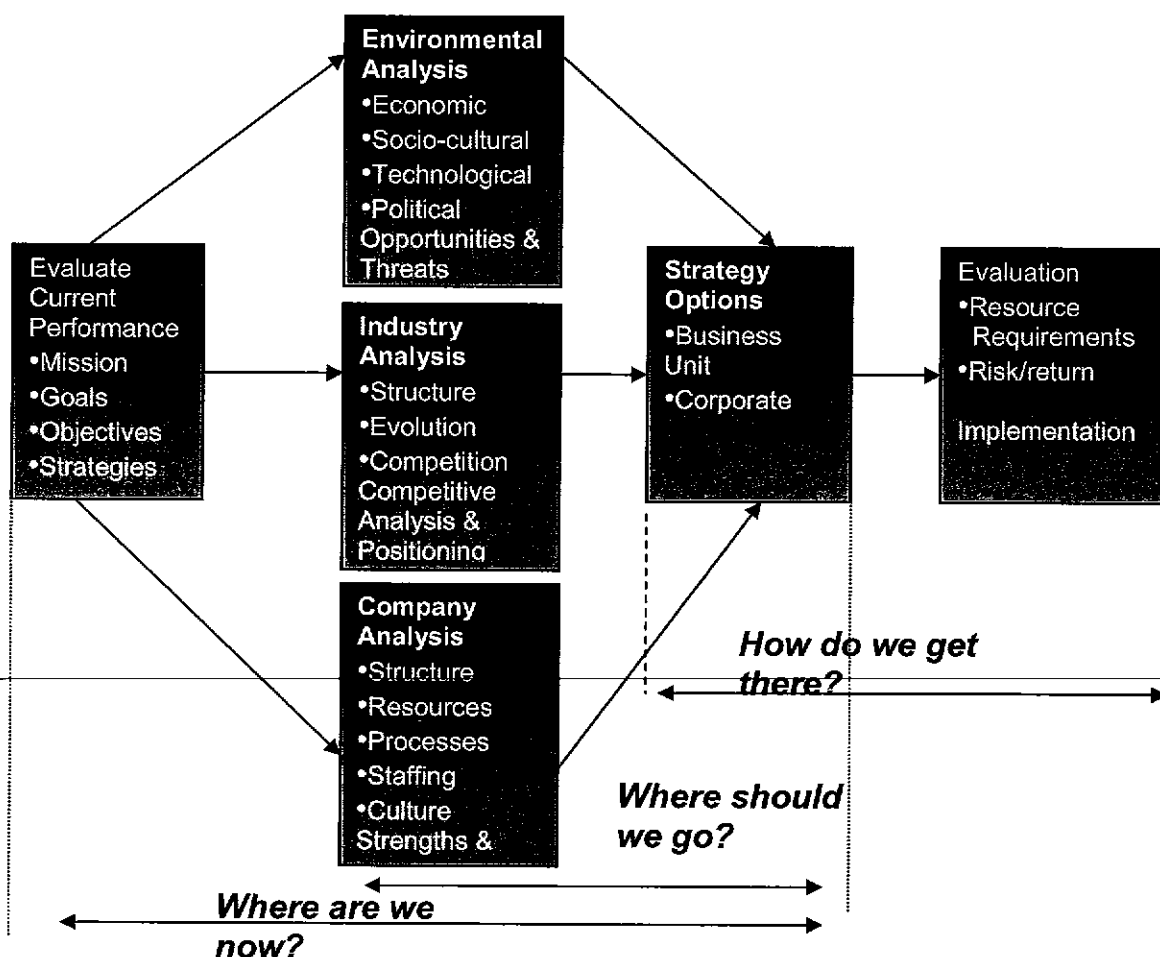 Environmental
Analysis
•Economic
•Socio-cultural
•Technological
•Political
Opportunities &
Threats
Evaluate
Current
Performance
•Mission
•Goals
•Objectives
•Strategies
Industry
Analysis
•Structure
•Evolution
•Competition
Competitive
Analysis &
Positioning
Company
Analysis
•Structure
•Resources
•Processes
•Staffing
•Culture
Strengths &
Strategy
Options
•Business
Unit
•Corporate
Evaluation
•Resource
Requirements
•Risk/return
Implementation
How do we get
there?
Where should
we go?
Where are we
now?